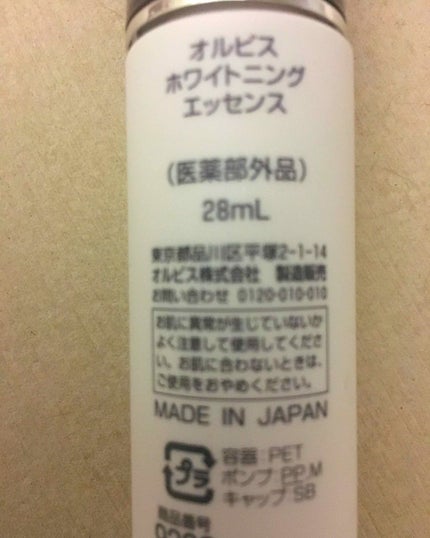 オルビス
ホワイトニング
エッセンス
(医薬部外品)
28mL
東京都品川区平塚2-1-14
オルビス株式会社 製造販売
お問い合わせ 0120-010-010
お肌に異常が生じていないか
よく注意して使用してくださ
い。お肌に合わないときは、
ご使用をおやめください。
MADE IN JAPAN
プラ
容器:PET
ポンプ:PP,M
キャップ:SB
商品番号